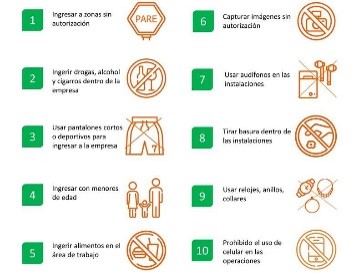 1
Ingresar a zonas sin
autorización
PARE
2
Ingerir drogas, alcohol
y cigarros dentro de la
empresa
3
Usar pantalones cortos
o deportivos para
ingresar a la empresa
4
Ingresar con menores
de edad
5
Ingerir alimentos en el
área de trabajo
6
Capturar imágenes sin
autorización
7
Usar audífonos en las
instalaciones
8
Tirar basura dentro de
las instalaciones
9
Usar relojes, anillos,
collares
10
Prohibido el uso de
celular en las
operaciones